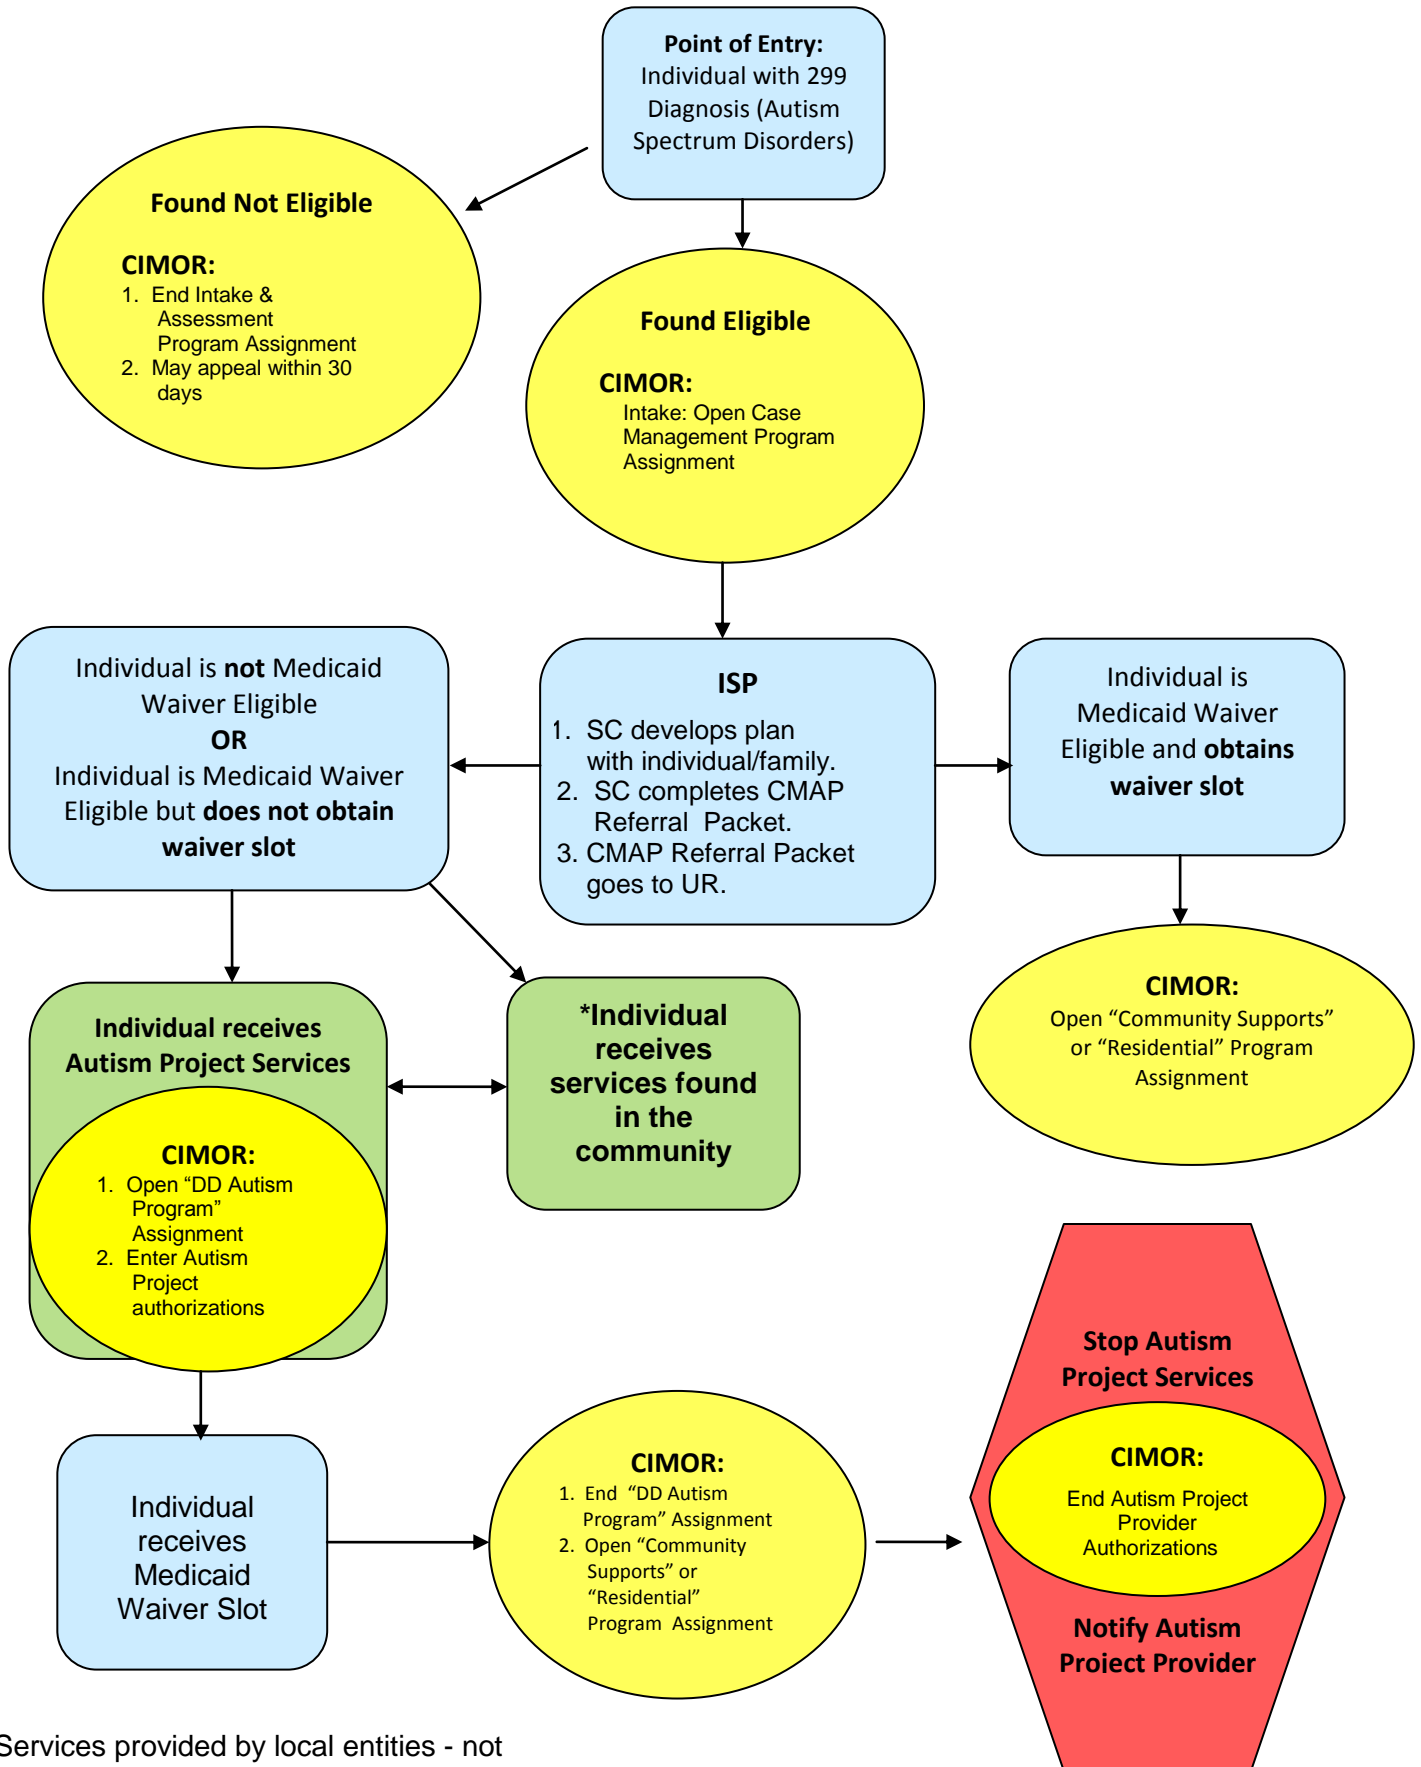 Point of Entry:
Individual with 299
Diagnosis (Autism
Spectrum Disorders)
Found Not Eligible
CIMOR:
1. End Intake &
Assessment
Program Assignment
2. May appeal within 30
days
Found Eligible
CIMOR:
Intake: Open Case
Management Program
Assignment
Individual is not Medicaid
Waiver Eligible
OR
Individual is Medicaid Waiver
Eligible but does not obtain
waiver slot
ISP
1. SC develops plan
with individual/family.
2. SC completes CMAP
Referral Packet.
3. CMAP Referral Packet
goes to UR.
Individual is
Medicaid Waiver
Eligible and obtains
waiver slot
Individual receives
Autism Project Services
CIMOR:
1. Open “DD Autism
Program”
Assignment
2. Enter Autism
Project
authorizations
*Individual
receives
services found
in the
community
CIMOR:
Open “Community Supports”
or “Residential” Program
Assignment
Individual
receives
Medicaid
Waiver Slot
CIMOR:
1. End “DD Autism
Program” Assignment
2. Open “Community
Supports” or
“Residential”
Program Assignment
Stop Autism
Project Services
CIMOR:
End Autism Project
Provider
Authorizations
Notify Autism
Project Provider
Services provided by local entities - not